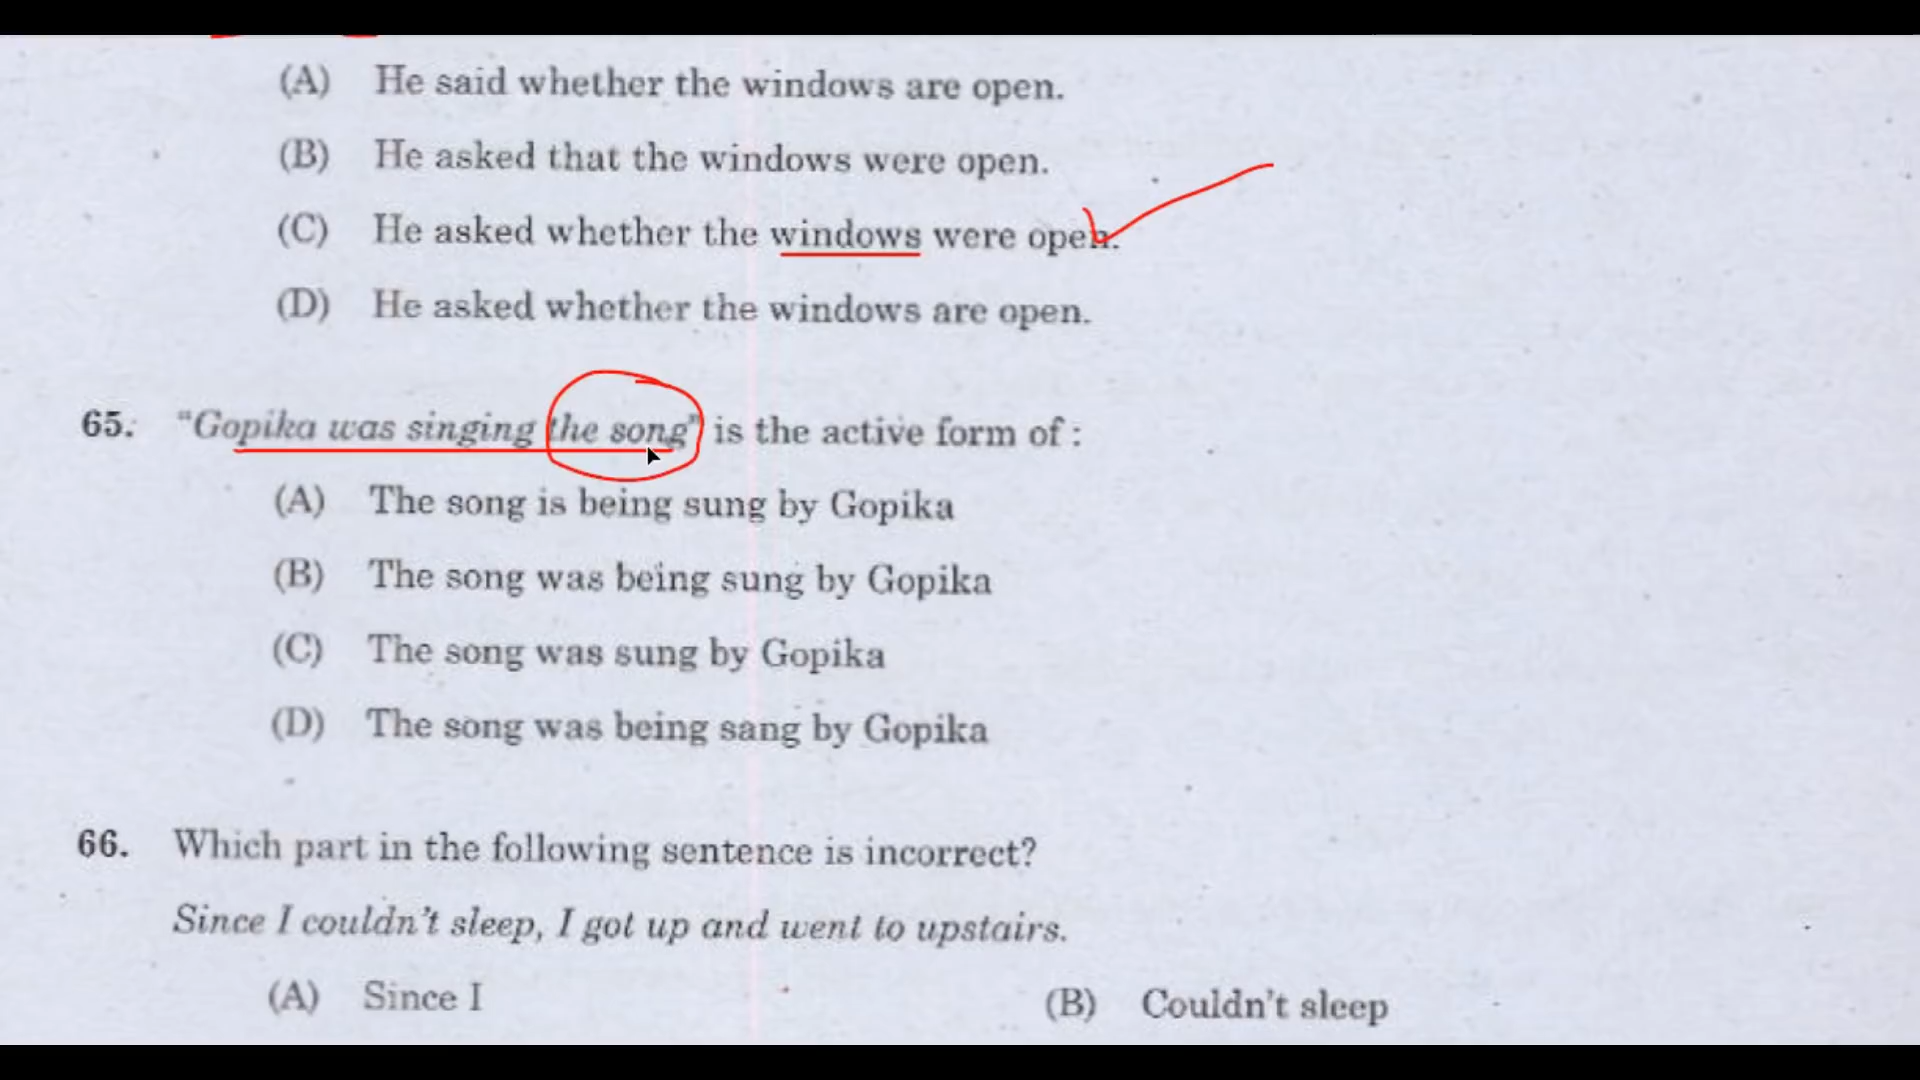 (A) He said whether the windows are open.
(B) He asked that the windows were open.
(C) He asked whether the windows were open.
(D) He asked whether the windows are open.
65. “Gopika was singing the song” is the active form of :
(A) The song is being sung by Gopika
(B) The song was being sung by Gopika
(C) The song was sung by Gopika
(D) The song was being sang by Gopika
66. Which part in the following sentence is incorrect?
Since I couldn’t sleep, I got up and went to upstairs.
(A) Since I (B) Couldn’t sleep